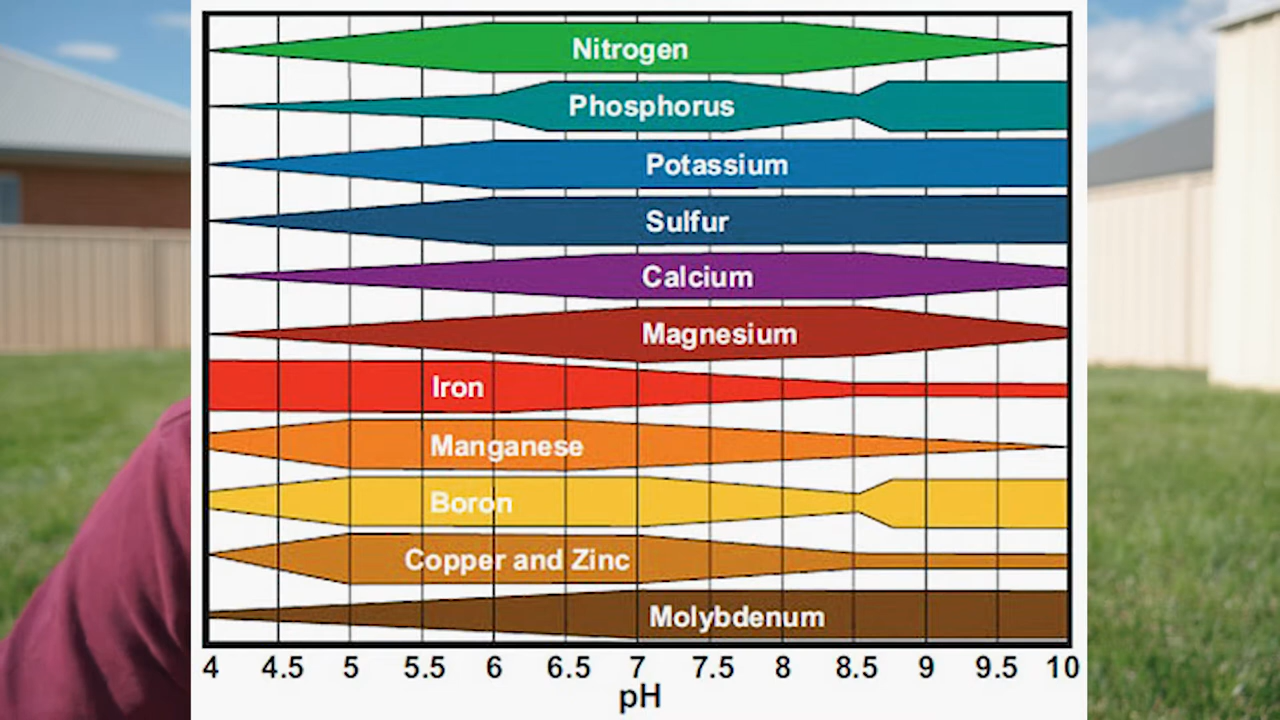 Nitrogen
Phosphorus
Potassium
Sulfur
Calcium
Magnesium
Iron
Manganese
Boron
Copper and Zinc
Molybdenum
4 4.5 5 5.5 6 6.5 7 7.5 8 8.5 9 9.5 10
pH